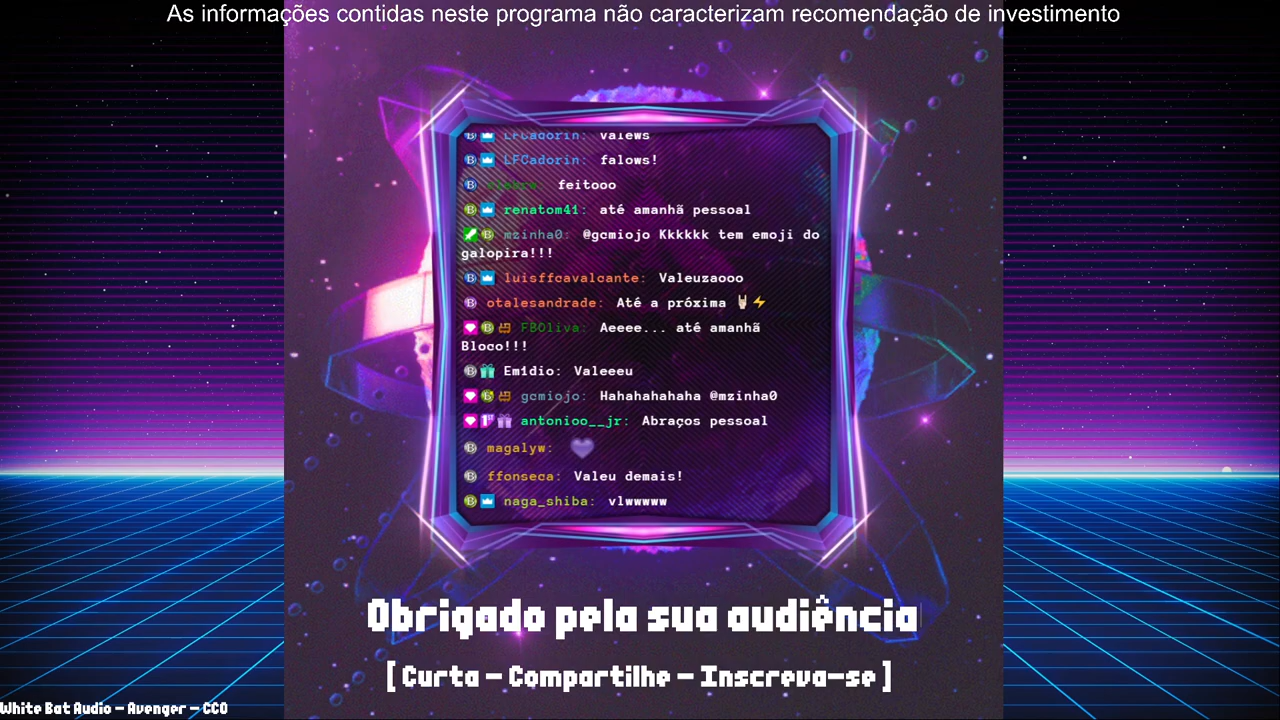 As informações contidas neste programa não caracterizam recomendação de investimento
LFCadorin: valews
LFCadorin: falows!
feitooo
renatom41: até amanhã pessoal
mzinha0: @gcmiojo Kkkkkk tem emoji do
galopira!!!
luisffcavalcante: Valeuzaooo
otalesandrade: Até a próxima 🤘⚡
FBOliva: Aeeee... até amanhã
Bloco!!!
Em1dio: Valeeeu
gcmiojo: Hahahahahaha @mzinha0
antonioo__jr: Abraços pessoal
magalyw: 💜
ffonseca: Valeu demais!
naga_shiba: vlwwwww
Obrigado pela sua audiência
[ Curta - Compartilhe - Inscreva-se ]
White Bat Audio - Avenger - CC0